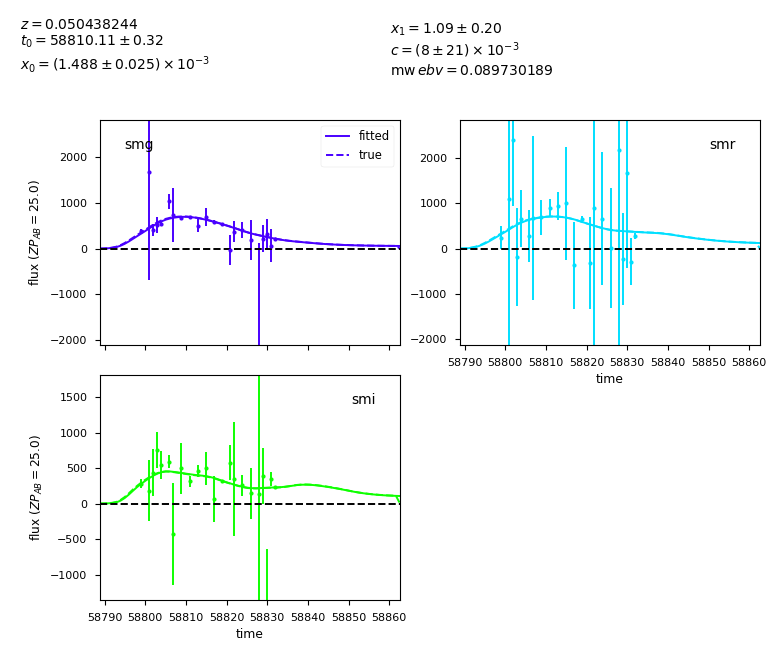 z = 0.050438244
t₀ = 58810.11 ± 0.32
x₀ = (1.488 ± 0.025) × 10⁻³
x₁ = 1.09 ± 0.20
c = (8 ± 21) × 10⁻³
mw ebv = 0.089730189
smg
fitted
true
2000
1000
0
−1000
−2000
flux (ZP_AB = 25.0)
smr
2000
1000
0
−1000
−2000
58790 58800 58810 58820 58830 58840 58850 58860
time
smi
1500
1000
500
0
−500
−1000
flux (ZP_AB = 25.0)
58790 58800 58810 58820 58830 58840 58850 58860
time